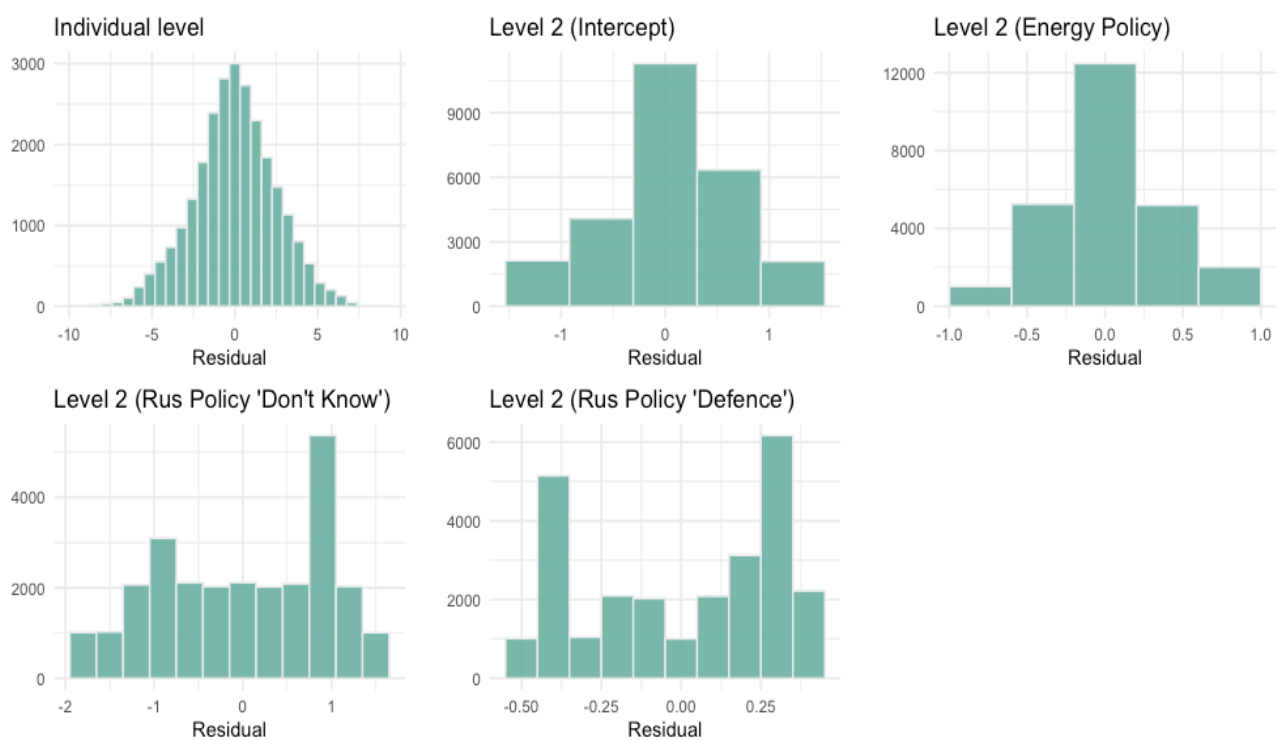 Individual level
3000
2000
1000
0
-10 -5 0 5 10
Residual
Level 2 (Intercept)
9000
6000
3000
0
-1 0 1
Residual
Level 2 (Energy Policy)
12000
8000
4000
0
-1.0 -0.5 0.0 0.5 1.0
Residual
Level 2 (Rus Policy 'Don't Know')
4000
2000
0
-2 -1 0 1
Residual
Level 2 (Rus Policy 'Defence')
6000
4000
2000
0
-0.50 -0.25 0.00 0.25
Residual